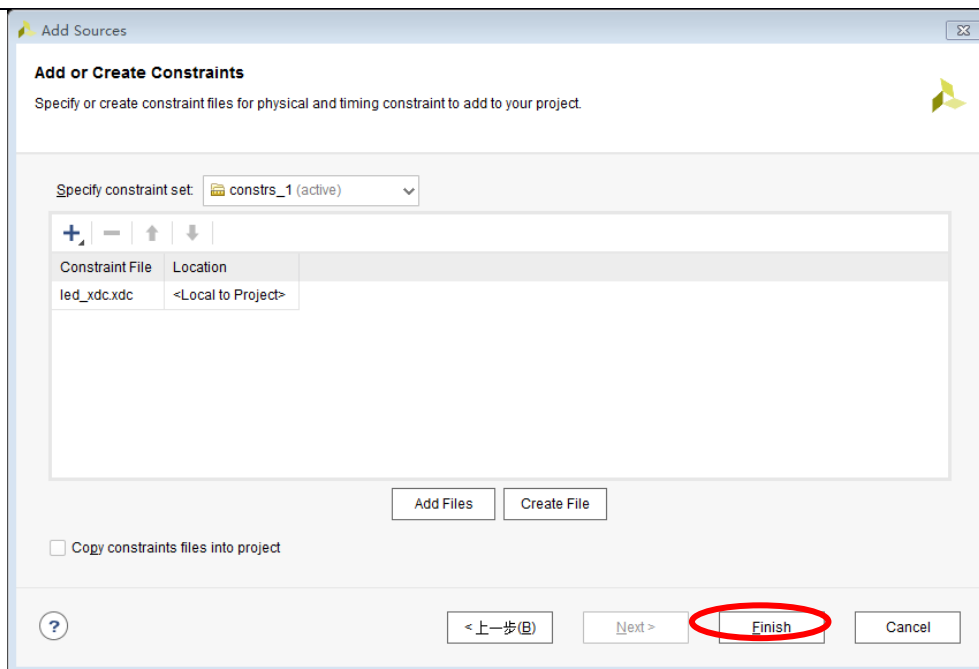 Add Sources
Add or Create Constraints
Specify or create constraint files for physical and timing constraint to add to your project.
Specify constraint set: constrs_1 (active)
Constraint File Location
led_xdc.xdc <Local to Project>
Add Files Create File
Copy constraints files into project
? <上一步(B) Next > Finish Cancel